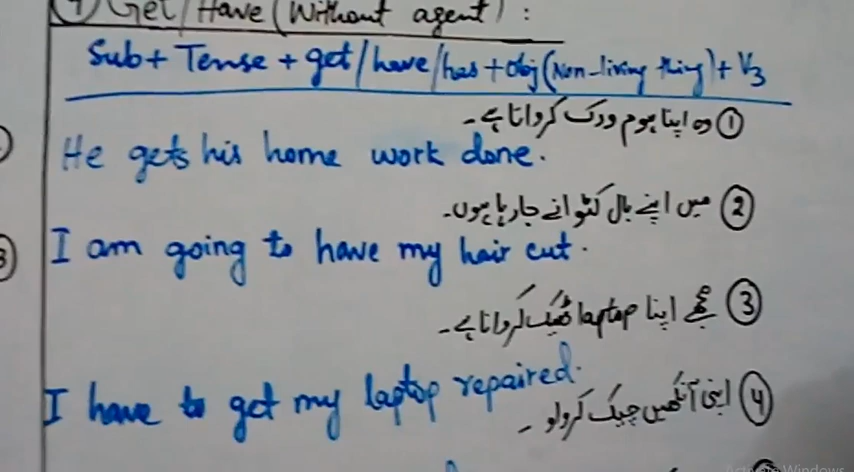 (1) Get/Have (Without agent) :
Sub + Tense + get/have/has + Obj (Non-living thing) + V3
① وہ اپنا ہوم ورک کرواتا ہے۔
He gets his home work done.
② میں اپنے بال کٹوانے جا رہا ہوں۔
I am going to have my hair cut.
③ مجھے اپنا laptop ٹھیک کروانا ہے۔
I have to get my laptop repaired.
④ اپنی آنکھیں چیک کروا لو۔